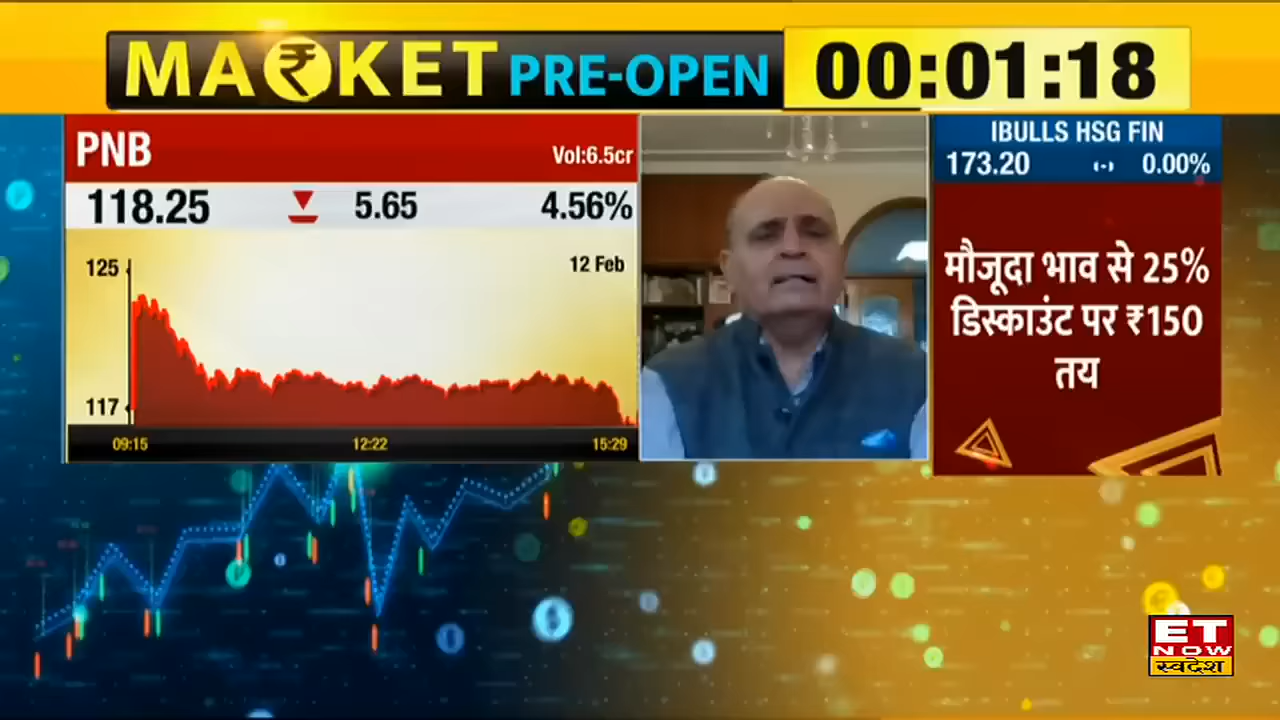 MARKET PRE-OPEN 00:01:18
PNB
Vol:6.5cr
118.25 5.65 4.56%
12 Feb
125
117
09:15 12:22 15:29
IBULLS HSG FIN
173.20 0.00%
मौजूदा भाव से 25%
डिस्काउंट पर ₹150
तय
ET
NOW
स्वदेश